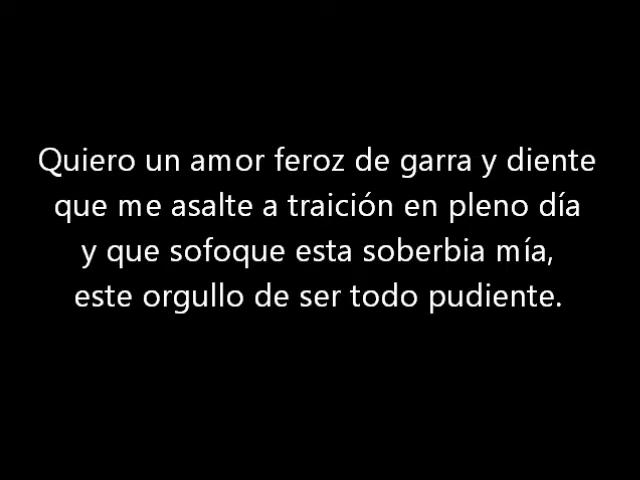 Quiero un amor feroz de garra y diente
que me asalte a traición en pleno día
y que sofoque esta soberbia mía,
este orgullo de ser todo pudiente.